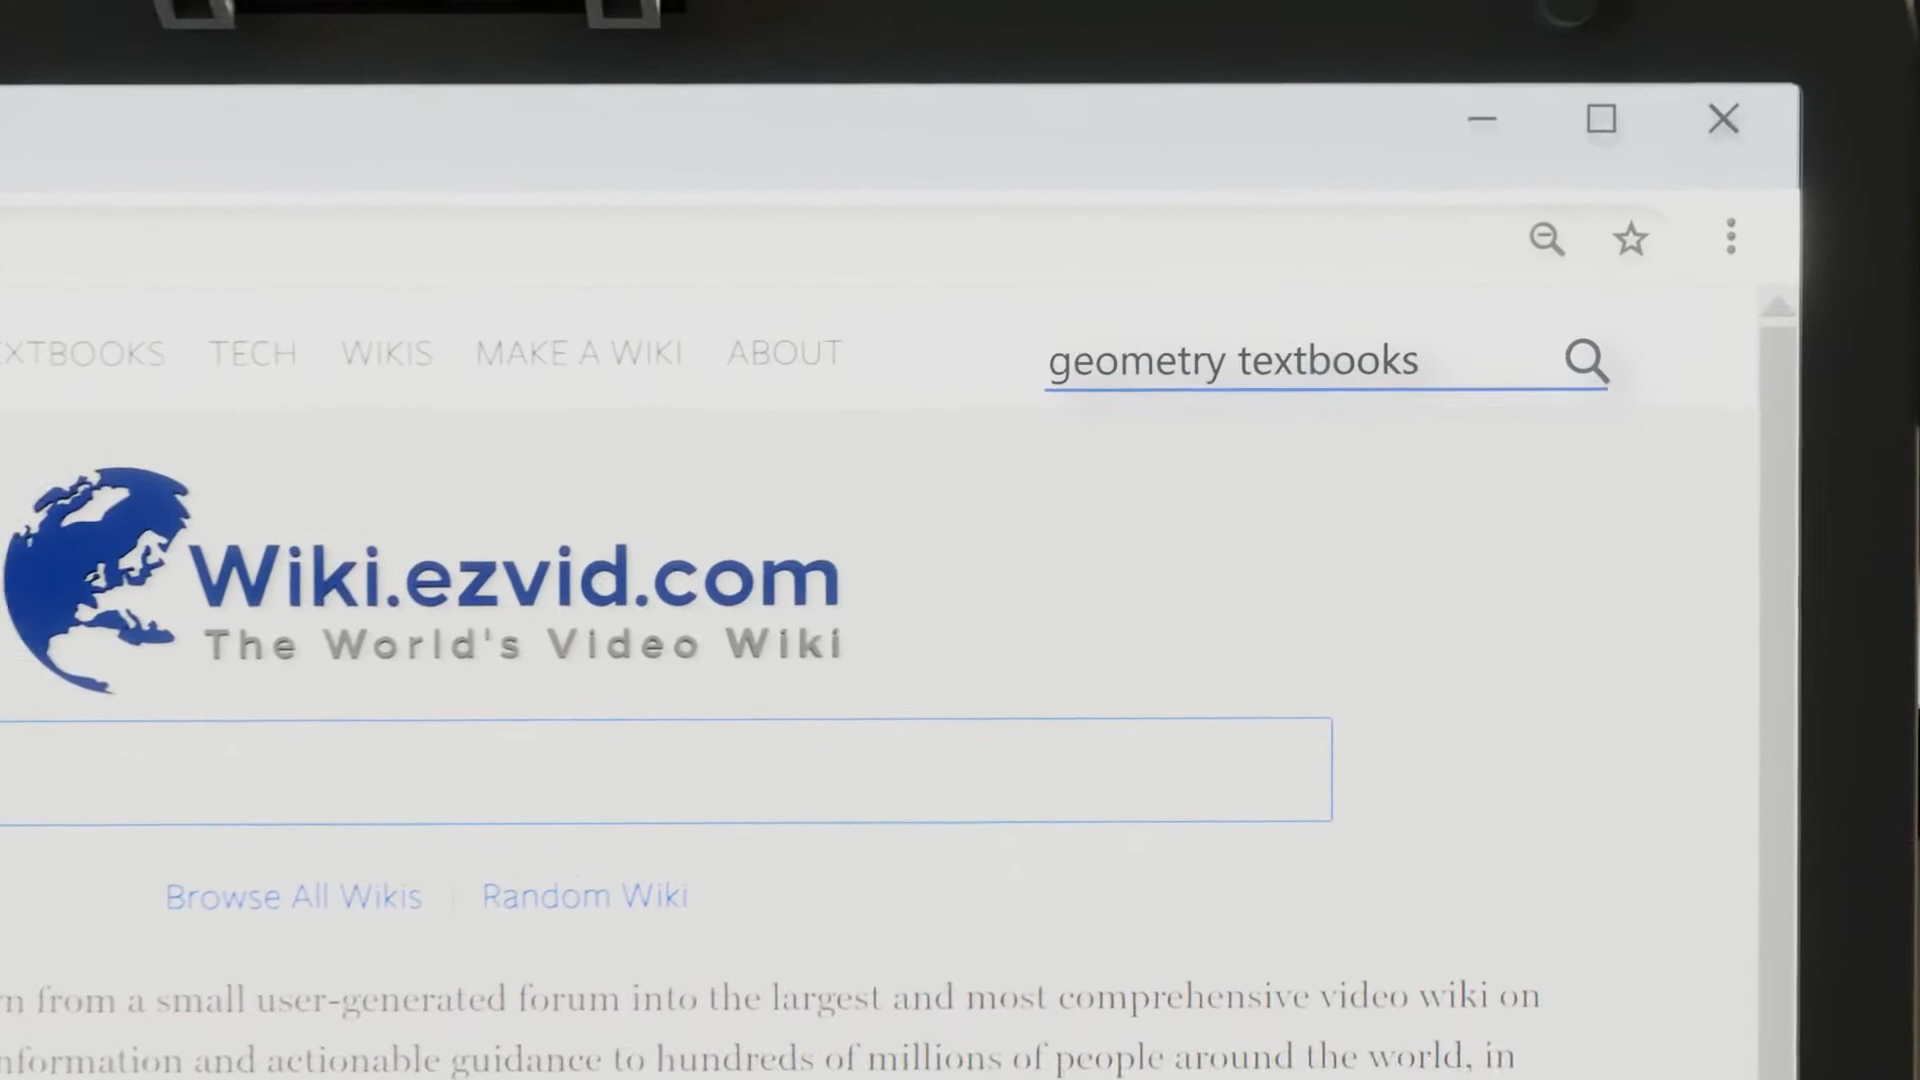 TECH WIKIS MAKE A WIKI ABOUT
geometry textbooks
Wiki.ezvid.com
The World's Video Wiki
Browse All Wikis Random Wiki
from a small user-generated forum into the largest and most comprehensive video wiki on
and actionable guidance to hundreds of millions of people around the world, in